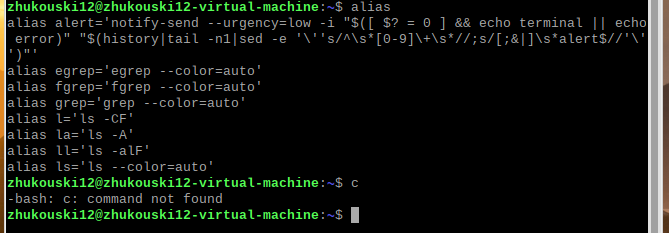 zhukouski12@zhukouski12-virtual-machine:~$ alias
alias alert='notify-send --urgency=low -i "$([ $? = 0 ] && echo terminal || echo
 error)" "$(history|tail -n1|sed -e '\''s/^\s*[0-9]\+\s*//;s/[;&|]\s*alert$//'\'
')"'
alias egrep='egrep --color=auto'
alias fgrep='fgrep --color=auto'
alias grep='grep --color=auto'
alias l='ls -CF'
alias la='ls -A'
alias ll='ls -alF'
alias ls='ls --color=auto'
zhukouski12@zhukouski12-virtual-machine:~$ c
-bash: c: command not found
zhukouski12@zhukouski12-virtual-machine:~$